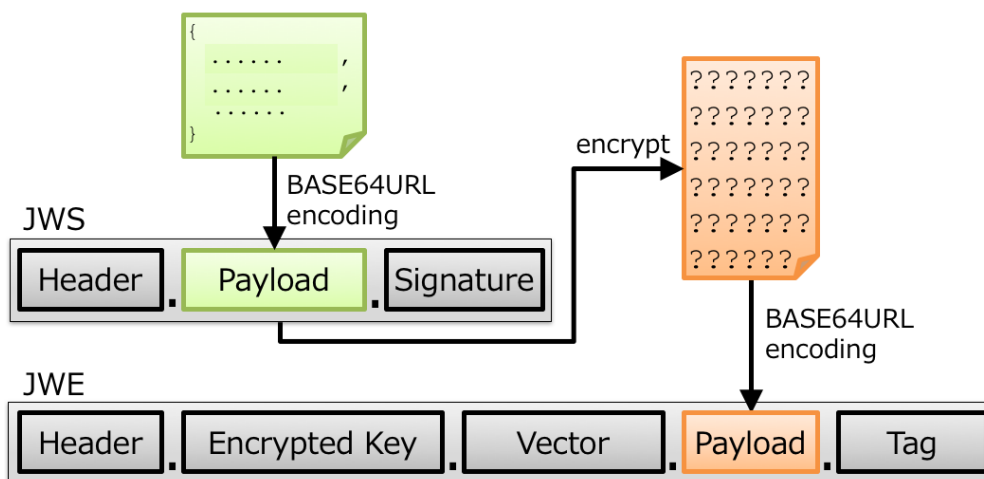 {
...... ,
...... ,
......
}
BASE64URL
encoding
JWS
Header . Payload . Signature
encrypt
???????
???????
???????
???????
???????
??????
BASE64URL
encoding
JWE
Header . Encrypted Key . Vector . Payload . Tag